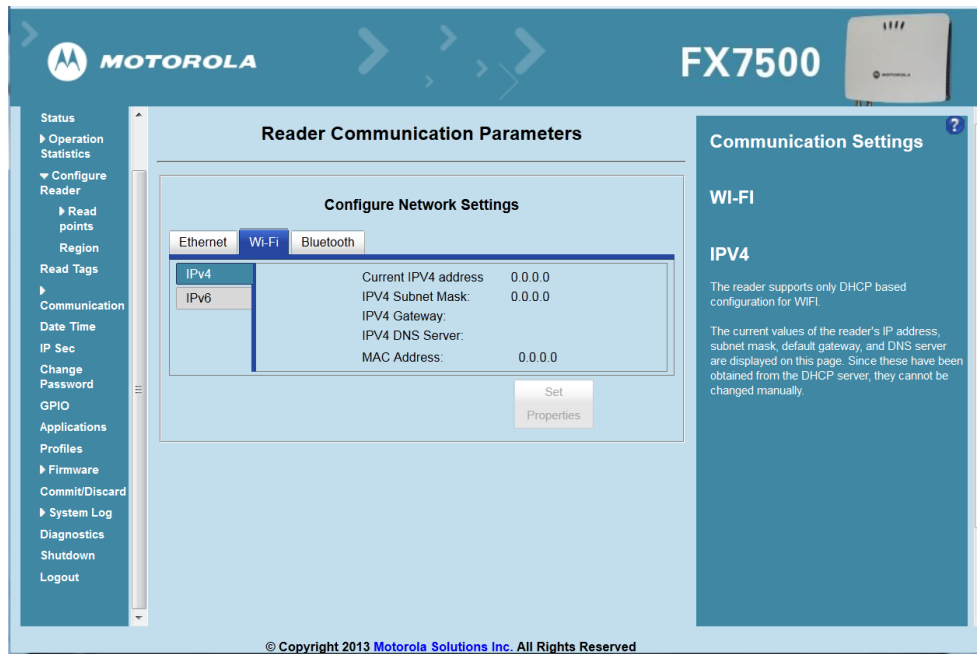 MOTOROLA
FX7500
MOTOROLA
Status
Operation
Statistics
Configure
Reader
Read
points
Region
Read Tags
Communication
Date Time
IP Sec
Change
Password
GPIO
Applications
Profiles
Firmware
Commit/Discard
System Log
Diagnostics
Shutdown
Logout
Reader Communication Parameters
Configure Network Settings
Ethernet
Wi-Fi
Bluetooth
IPv4
IPv6
Current IPV4 address 0.0.0.0
IPV4 Subnet Mask: 0.0.0.0
IPV4 Gateway:
IPV4 DNS Server:
MAC Address: 0.0.0.0
Set
Properties
?
Communication Settings
WI-FI
IPV4
The reader supports only DHCP based
configuration for WIFI.
The current values of the reader's IP address,
subnet mask, default gateway, and DNS server
are displayed on this page. Since these have been
obtained from the DHCP server, they cannot be
changed manually.
© Copyright 2013 Motorola Solutions Inc. All Rights Reserved